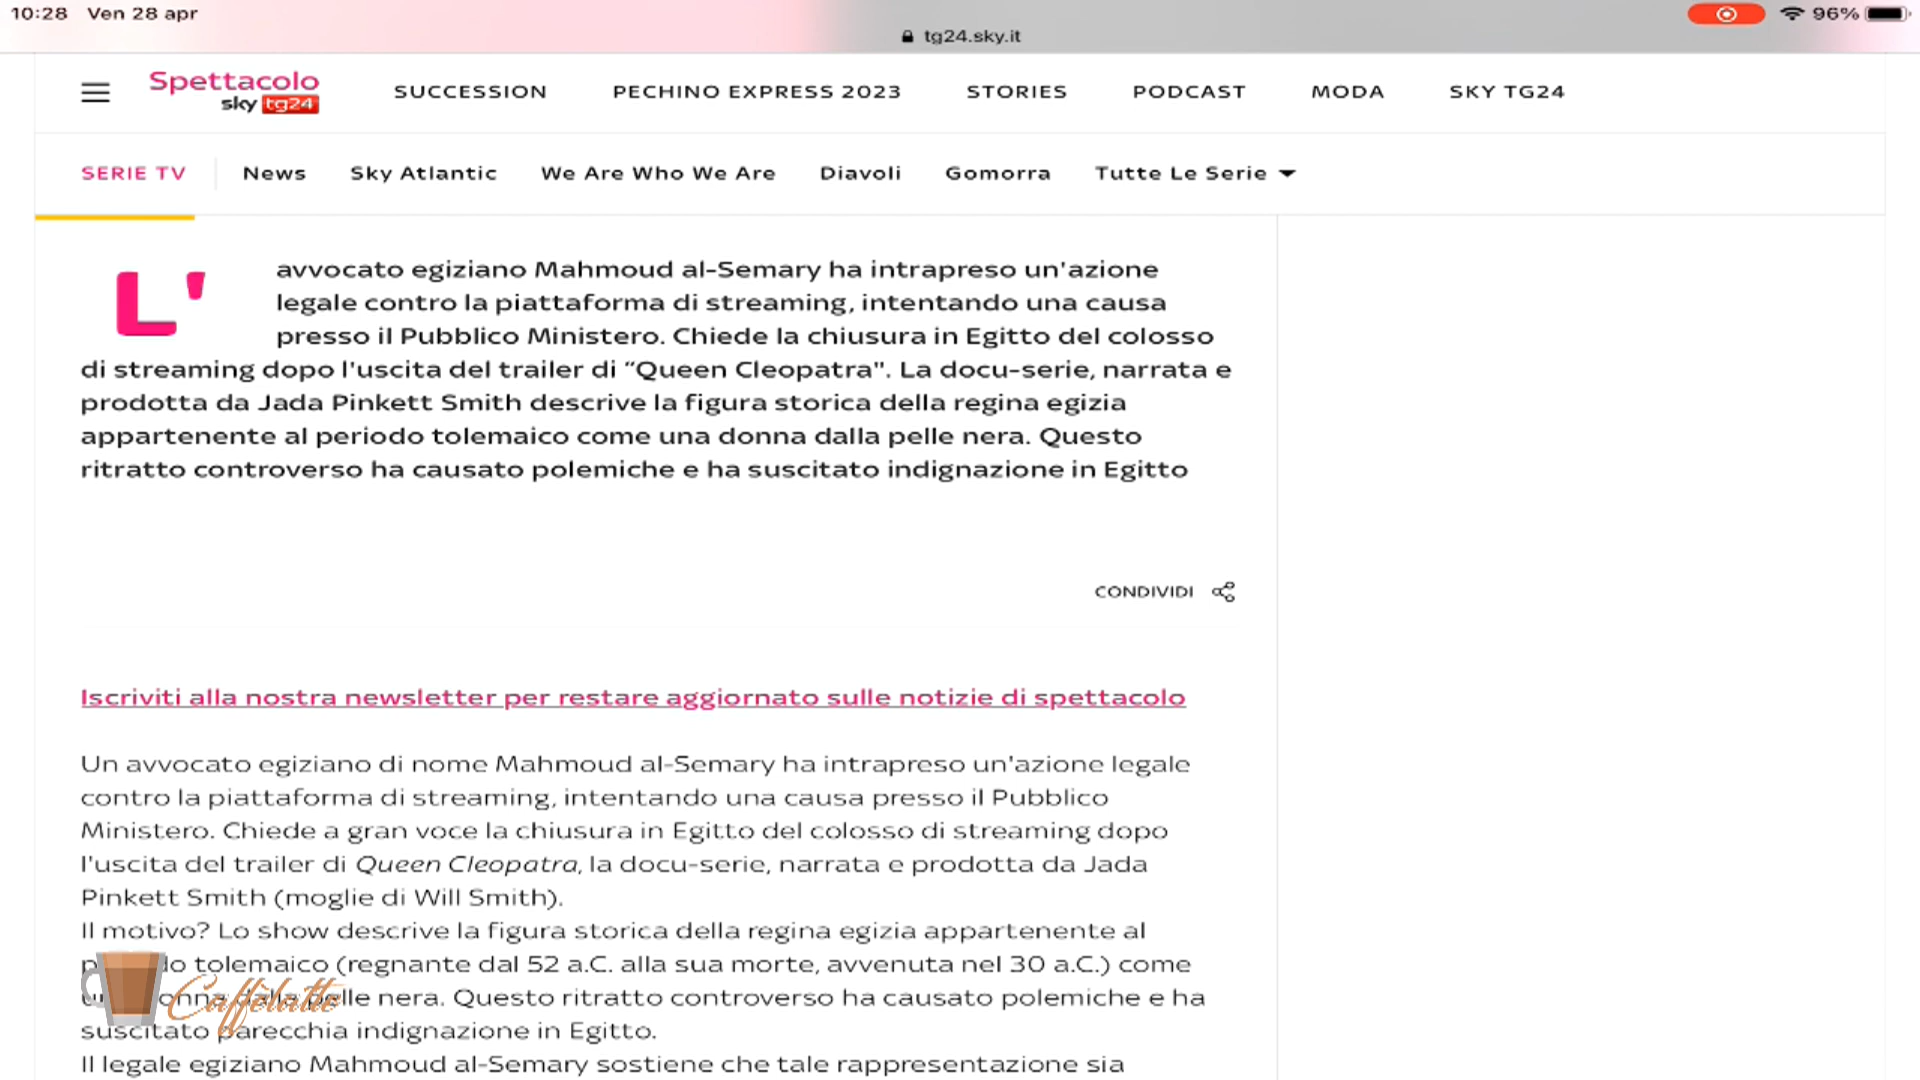 10:28 Ven 28 apr
96%
tg24.sky.it
Spettacolo
sky tg24
SUCCESSION PECHINO EXPRESS 2023 STORIES PODCAST MODA SKY TG24
SERIE TV News Sky Atlantic We Are Who We Are Diavoli Gomorra Tutte Le Serie
L' avvocato egiziano Mahmoud al-Semary ha intrapreso un'azione
legale contro la piattaforma di streaming, intentando una causa
presso il Pubblico Ministero. Chiede la chiusura in Egitto del colosso
di streaming dopo l'uscita del trailer di “Queen Cleopatra". La docu-serie, narrata e
prodotta da Jada Pinkett Smith descrive la figura storica della regina egizia
appartenente al periodo tolemaico come una donna dalla pelle nera. Questo
ritratto controverso ha causato polemiche e ha suscitato indignazione in Egitto
CONDIVIDI
Iscriviti alla nostra newsletter per restare aggiornato sulle notizie di spettacolo
Un avvocato egiziano di nome Mahmoud al-Semary ha intrapreso un'azione legale
contro la piattaforma di streaming, intentando una causa presso il Pubblico
Ministero. Chiede a gran voce la chiusura in Egitto del colosso di streaming dopo
l'uscita del trailer di Queen Cleopatra, la docu-serie, narrata e prodotta da Jada
Pinkett Smith (moglie di Will Smith).
Il motivo? Lo show descrive la figura storica della regina egizia appartenente al
tolemaico (regnante dal 52 a.C. alla sua morte, avvenuta nel 30 a.C.) come
dalla pelle nera. Questo ritratto controverso ha causato polemiche e ha
suscitato parecchia indignazione in Egitto.
Il legale egiziano Mahmoud al-Semary sostiene che tale rappresentazione sia
Caffèlatte